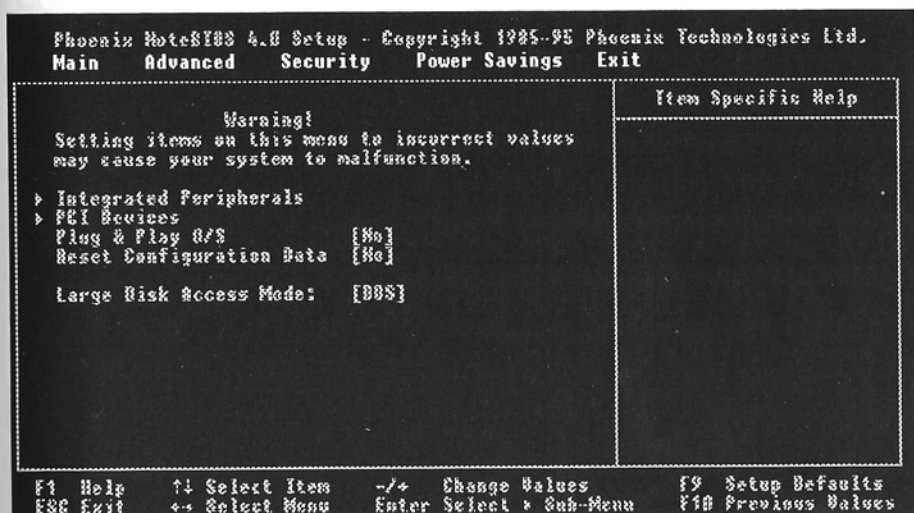 Phoenix NoteBIOS 4.0 Setup - Copyright 1985-95 Phoenix Technologies Ltd.
Main Advanced Security Power Savings Exit
Item Specific Help
Warning!
Setting items on this menu to incorrect values
may cause your system to malfunction.
▸ Integrated Peripherals
▸ PCI Devices
Plug & Play O/S [No]
Reset Configuration Data [No]
Large Disk Access Mode: [DOS]
F1 Help ↑↓ Select Item -/+ Change Values F9 Setup Defaults
ESC Exit ↔ Select Menu Enter Select ▸ Sub-Menu F10 Previous Values